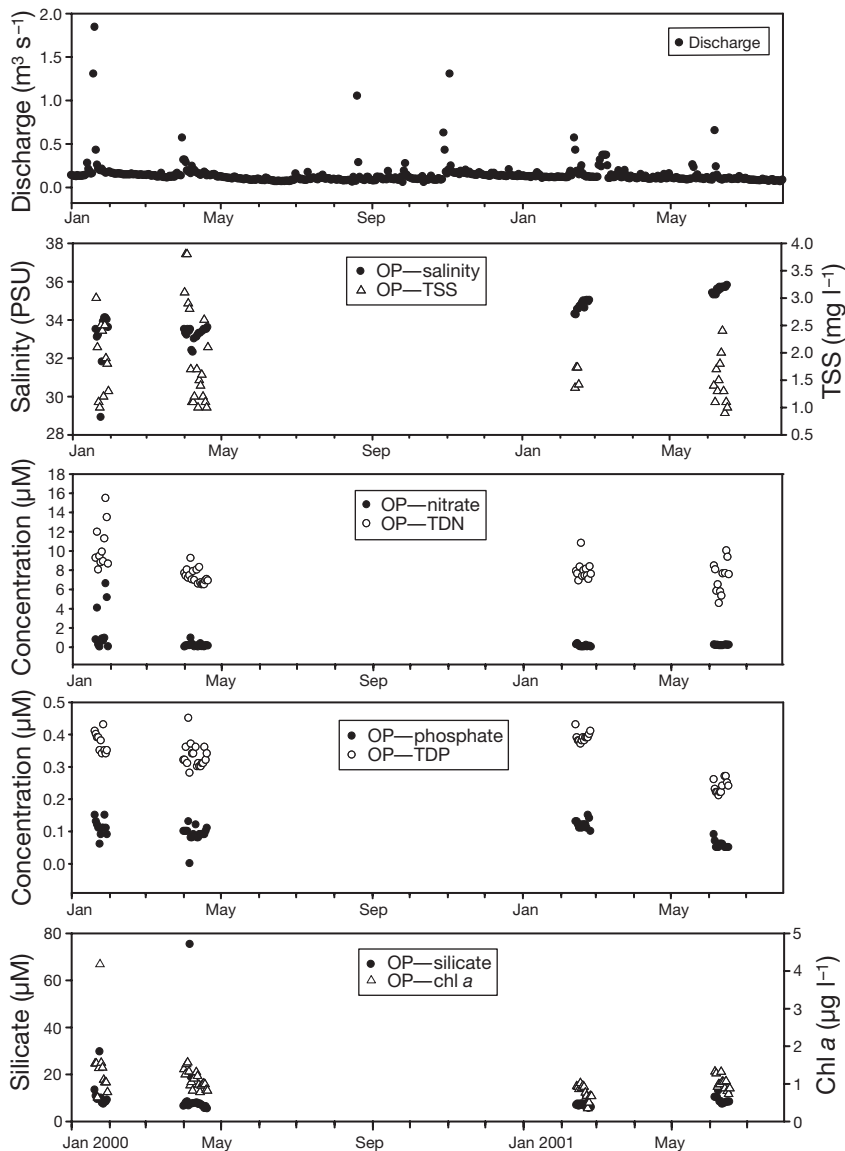 2.0
1.5
1.0
0.5
0.0
Discharge (m³ s⁻¹)
Discharge
Jan May Sep Jan May
38
36
34
32
30
28
Salinity (PSU)
OP—salinity
OP—TSS
4.0
3.5
3.0
2.5
2.0
1.5
1.0
0.5
TSS (mg l⁻¹)
Jan May Sep Jan May
18
16
14
12
10
8
6
4
2
0
Concentration (µM)
OP—nitrate
OP—TDN
Jan May Sep Jan May
0.5
0.4
0.3
0.2
0.1
0.0
Concentration (µM)
OP—phosphate
OP—TDP
Jan May Sep Jan May
80
60
40
20
0
Silicate (µM)
OP—silicate
OP—chl a
5
4
3
2
1
0
Chl a (µg l⁻¹)
Jan 2000 May Sep Jan 2001 May